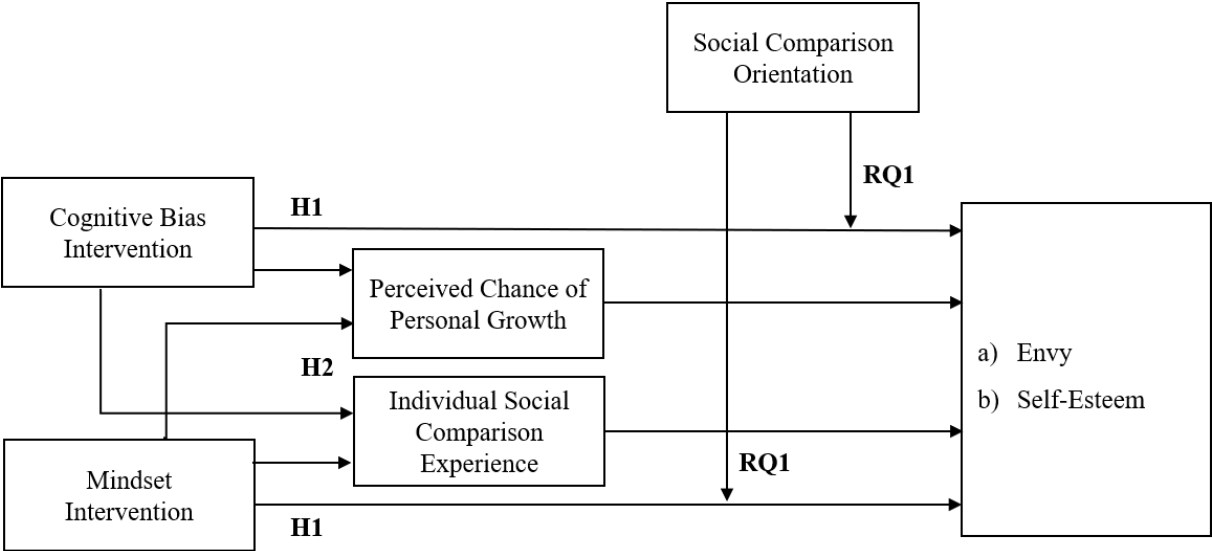 Social Comparison
Orientation
RQ1
Cognitive Bias
Intervention
H1
Perceived Chance of
Personal Growth
H2
Individual Social
Comparison
Experience
Mindset
Intervention
H1
RQ1
a) Envy
b) Self-Esteem